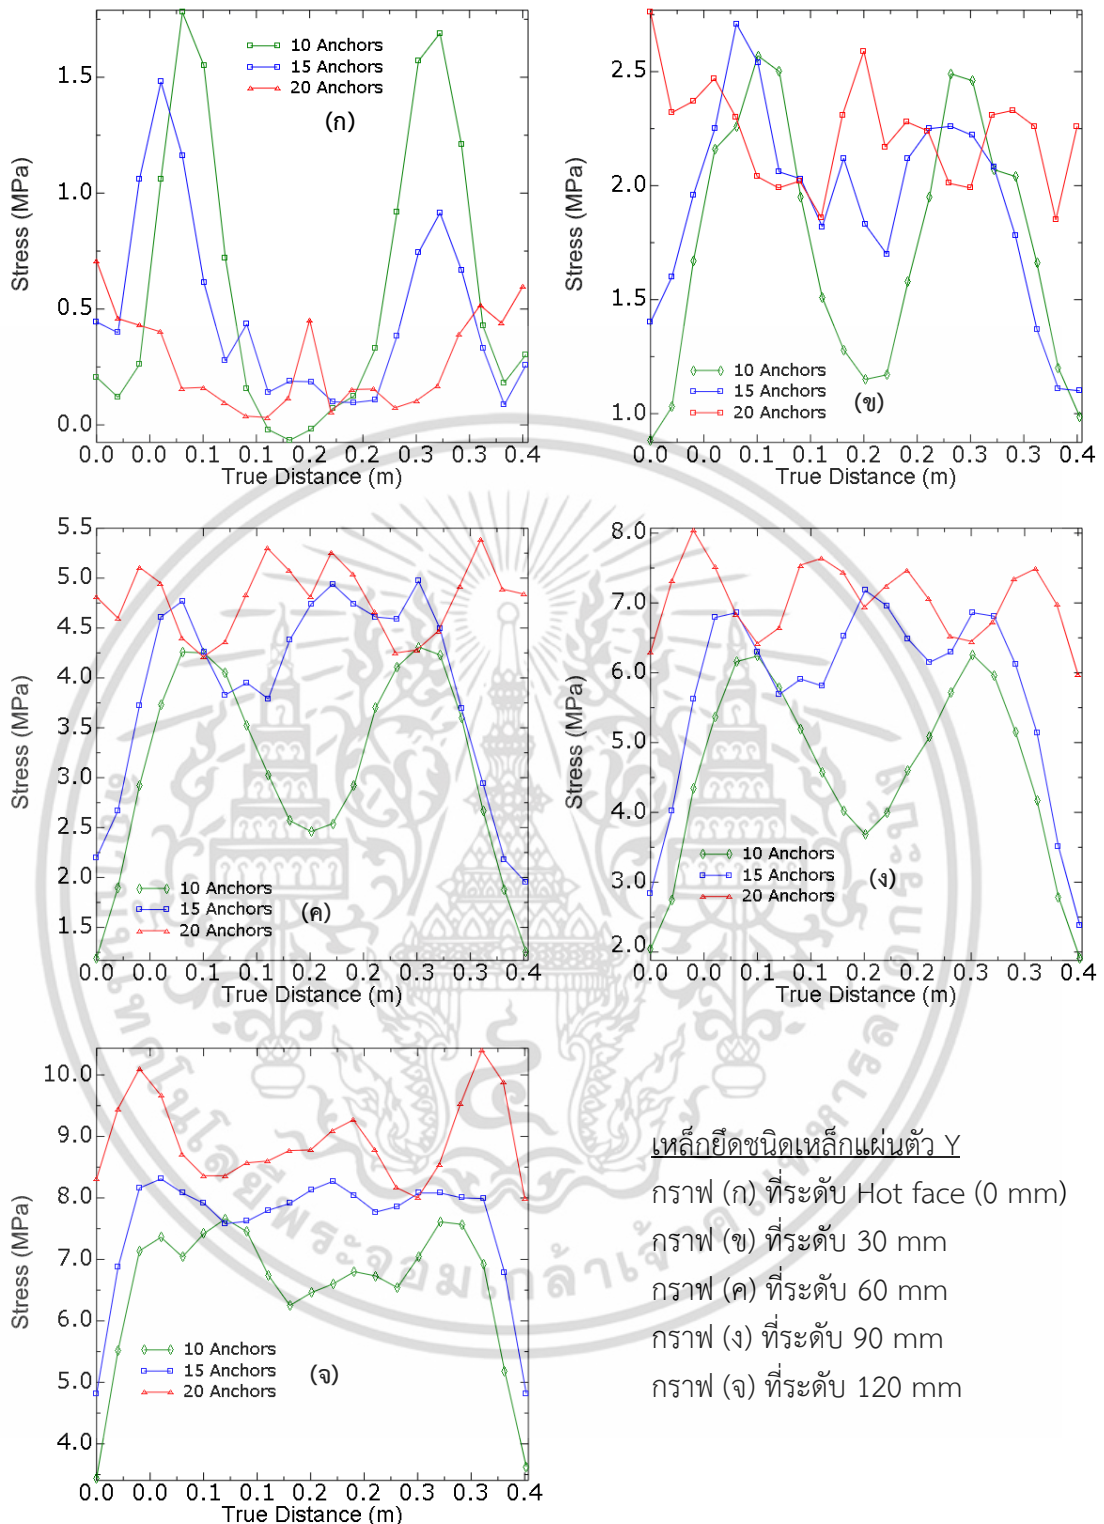 1.5
1.0
0.5
0.0
Stress (MPa)
10 Anchors
15 Anchors
20 Anchors
(ก)
0.0 0.0 0.1 0.1 0.2 0.2 0.3 0.3 0.4
True Distance (m)
2.5
2.0
1.5
1.0
Stress (MPa)
10 Anchors
15 Anchors
20 Anchors
(ข)
0.0 0.0 0.1 0.1 0.2 0.2 0.3 0.3 0.4
True Distance (m)
5.5
5.0
4.5
4.0
3.5
3.0
2.5
2.0
1.5
Stress (MPa)
10 Anchors
15 Anchors
20 Anchors
(ค)
0.0 0.0 0.1 0.1 0.2 0.2 0.3 0.3 0.4
True Distance (m)
8.0
7.0
6.0
5.0
4.0
3.0
2.0
Stress (MPa)
10 Anchors
15 Anchors
20 Anchors
(ง)
0.0 0.0 0.1 0.1 0.2 0.2 0.3 0.3 0.4
True Distance (m)
10.0
9.0
8.0
7.0
6.0
5.0
4.0
Stress (MPa)
10 Anchors
15 Anchors
20 Anchors
(จ)
0.0 0.0 0.1 0.1 0.2 0.2 0.3 0.3 0.4
True Distance (m)
เหล็กยึดชนิดเหล็กแผ่นตัว Y
กราฟ (ก) ที่ระดับ Hot face (0 mm)
กราฟ (ข) ที่ระดับ 30 mm
กราฟ (ค) ที่ระดับ 60 mm
กราฟ (ง) ที่ระดับ 90 mm
กราฟ (จ) ที่ระดับ 120 mm